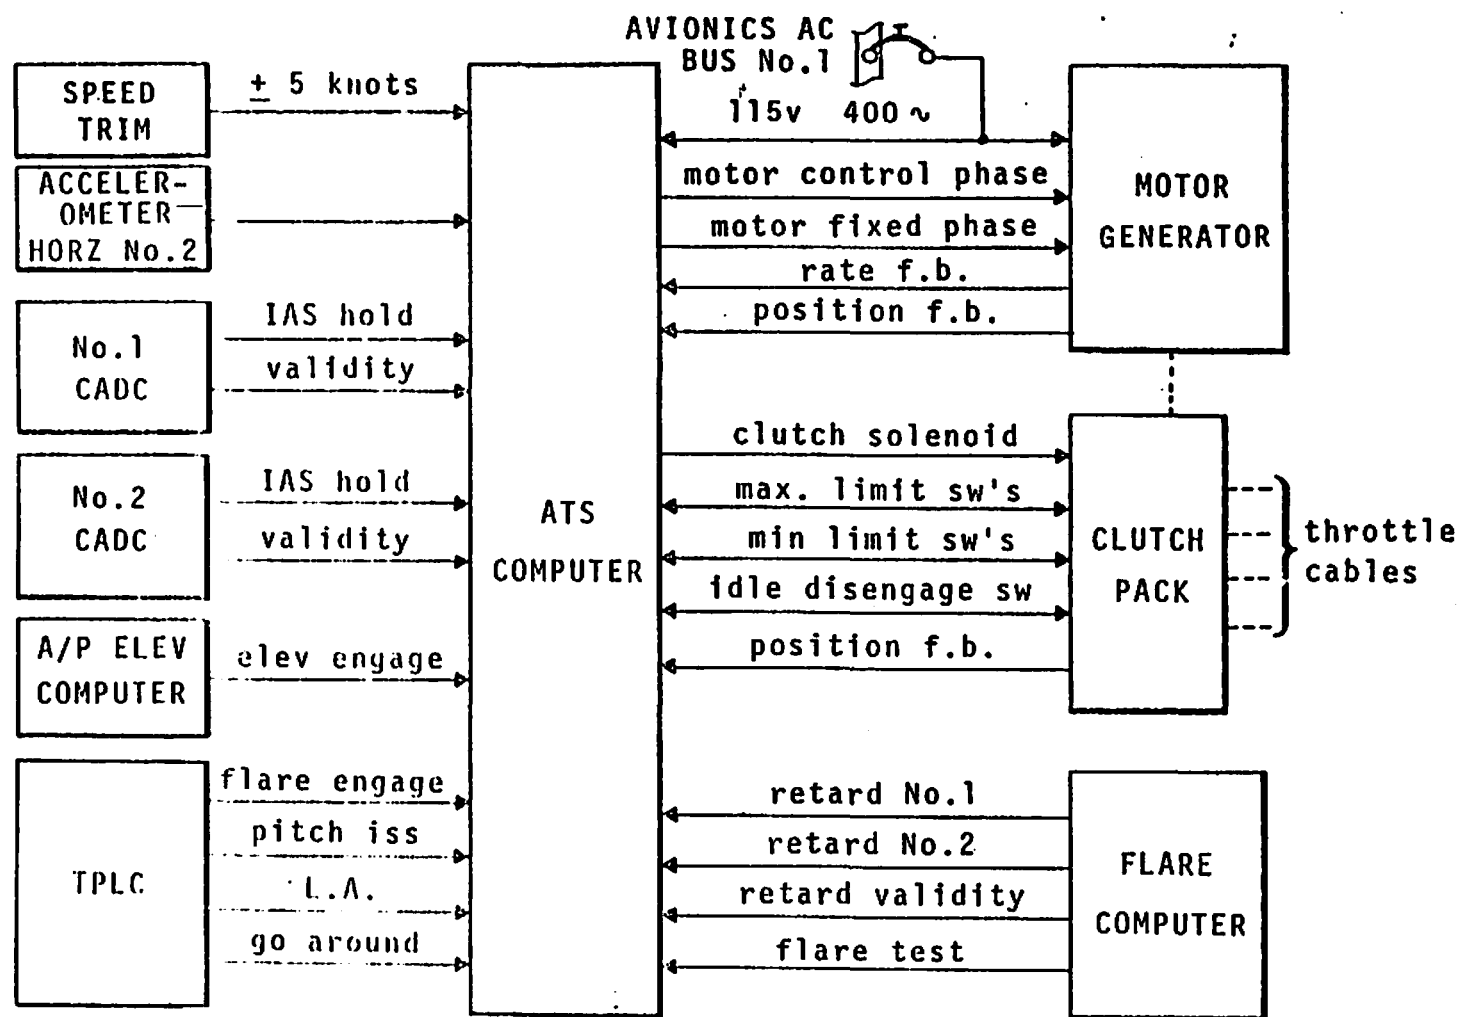 AVIONICS AC
BUS No.1
115v 400 ~
SPEED
TRIM
± 5 knots
ACCELER-
OMETER
HORZ No.2
No.1
CADC
IAS hold
validity
No.2
CADC
IAS hold
validity
A/P ELEV
COMPUTER
elev engage
TPLC
flare engage
pitch iss
L.A.
go around
ATS
COMPUTER
motor control phase
motor fixed phase
rate f.b.
position f.b.
MOTOR
GENERATOR
clutch solenoid
max. limit sw's
min limit sw's
idle disengage sw
position f.b.
CLUTCH
PACK
throttle
cables
retard No.1
retard No.2
retard validity
flare test
FLARE
COMPUTER